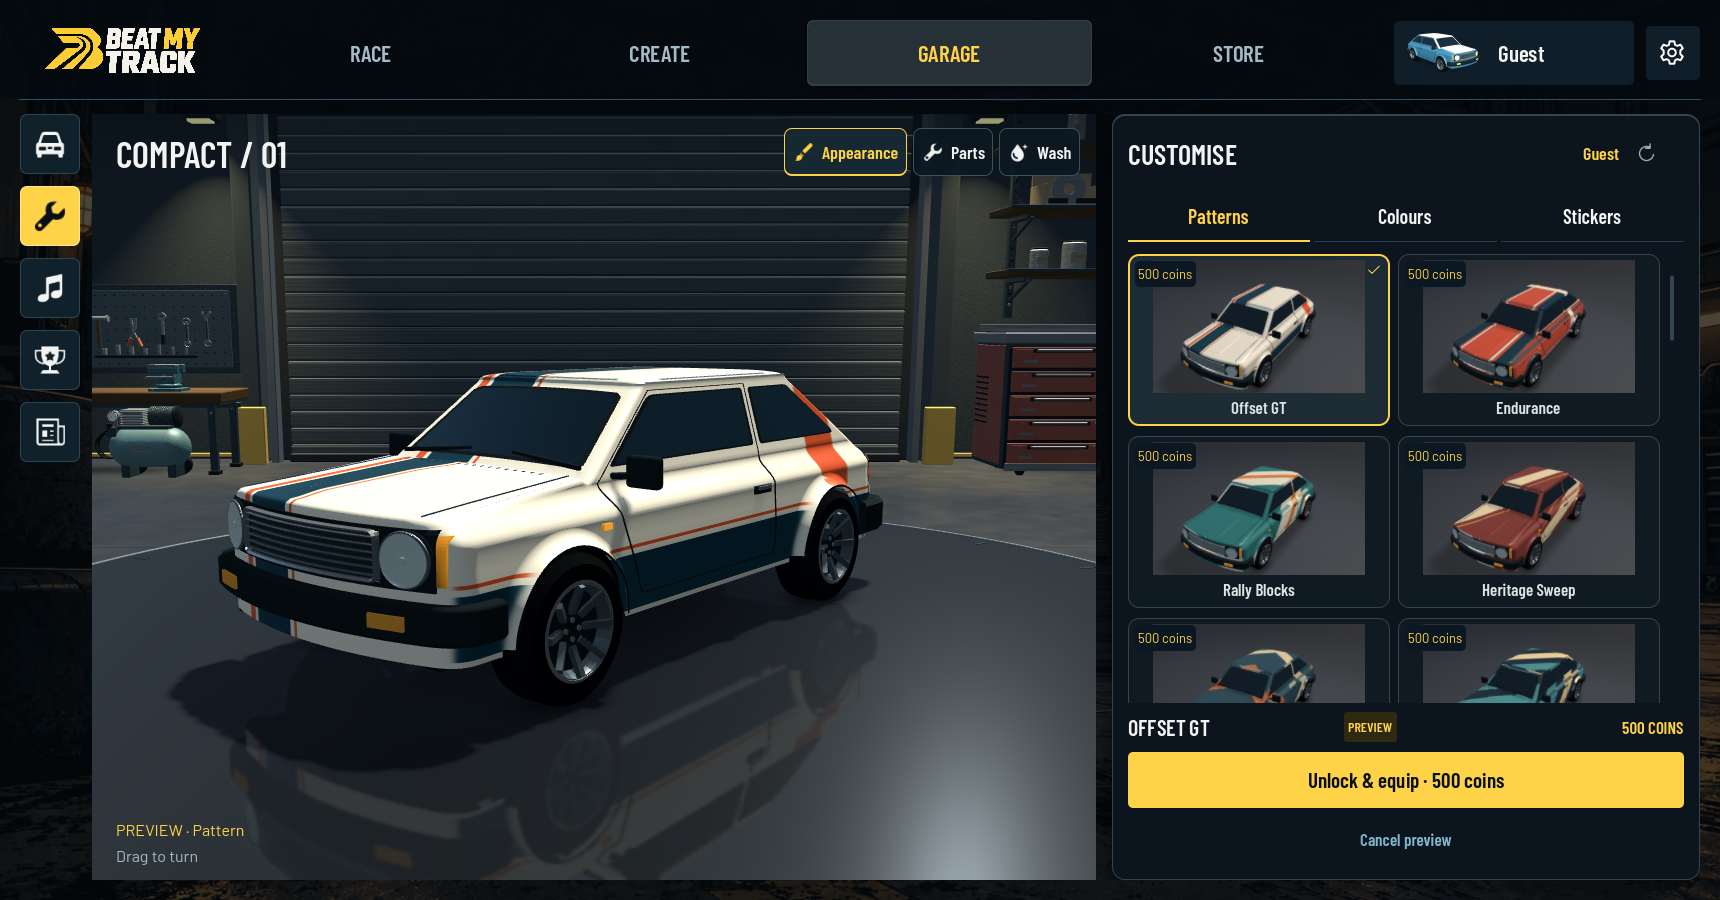 BEAT MY
TRACK
RACE
CREATE
GARAGE
STORE
Guest
COMPACT / 01
Appearance
Parts
Wash
CUSTOMISE
Guest
Patterns
Colours
Stickers
500 coins
Offset GT
500 coins
Endurance
500 coins
Rally Blocks
500 coins
Heritage Sweep
500 coins
500 coins
OFFSET GT
PREVIEW
500 COINS
Unlock & equip · 500 coins
Cancel preview
PREVIEW · Pattern
Drag to turn